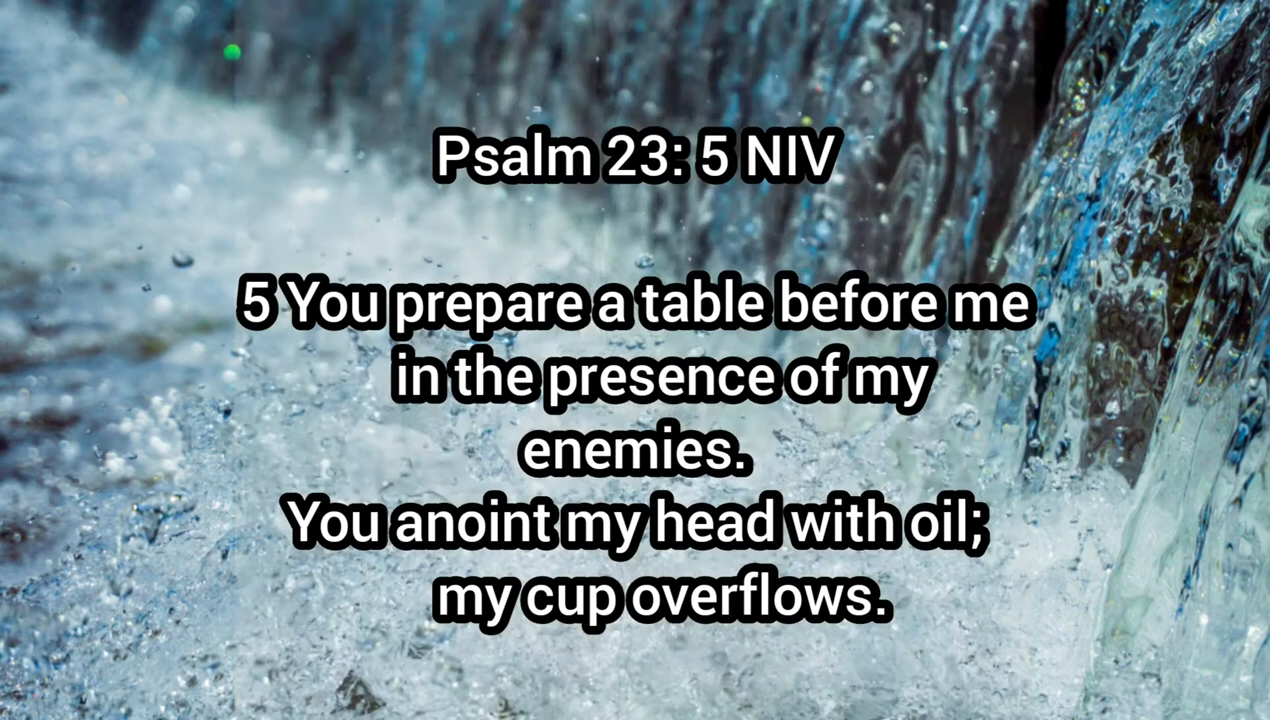 Psalm 23: 5 NIV
5 You prepare a table before me
in the presence of my
enemies.
You anoint my head with oil;
my cup overflows.